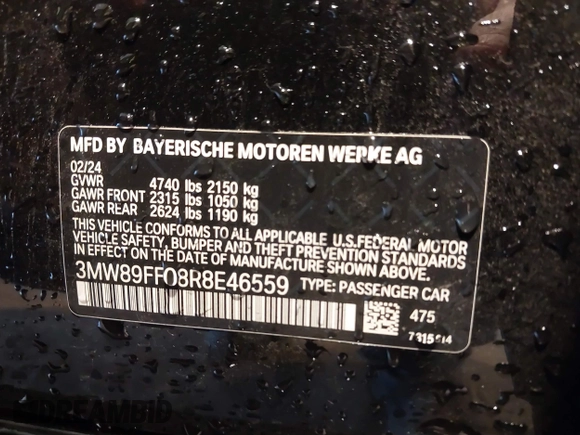 MFD BY BAYERISCHE MOTOREN WERKE AG
02/24
GVWR 4740 lbs 2150 kg
GAWR FRONT 2315 lbs 1050 kg
GAWR REAR 2624 lbs 1190 kg
THIS VEHICLE CONFORMS TO ALL APPLICABLE U.S.FEDERAL MOTOR
VEHICLE SAFETY, BUMPER AND THEFT PREVENTION STANDARDS
IN EFFECT ON THE DATE OF MANUFACTURE SHOWN ABOVE.
3MW89FF08R8E46559 TYPE: PASSENGER CAR
475